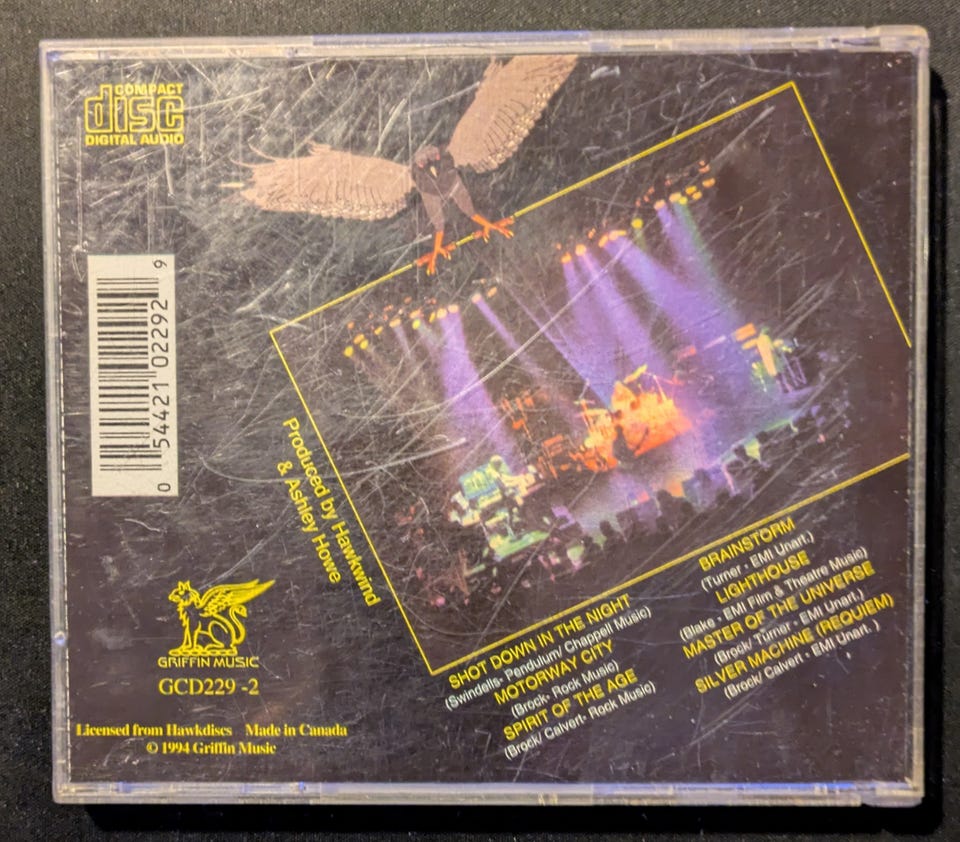 COMPACT
disc
DIGITAL AUDIO
0 54421 02292 9
Produced by Hawkwind
& Ashley Howe
SHOT DOWN IN THE NIGHT
(Swindells- Pendulum/ Chappell Music)
MOTORWAY CITY
(Brock- Rock Music)
SPIRIT OF THE AGE
(Brock/ Calvert- Rock Music)
BRAINSTORM
(Turner - EMI Unart.)
LIGHTHOUSE
(Blake - EMI Film & Theatre Music)
MASTER OF THE UNIVERSE
(Brock/ Turner - EMI Unart.)
SILVER MACHINE (REQUIEM)
(Brock/ Calvert - EMI Unart. )
GRIFFIN MUSIC
GCD229 -2
Licensed from Hawkdiscs Made in Canada
© 1994 Griffin Music